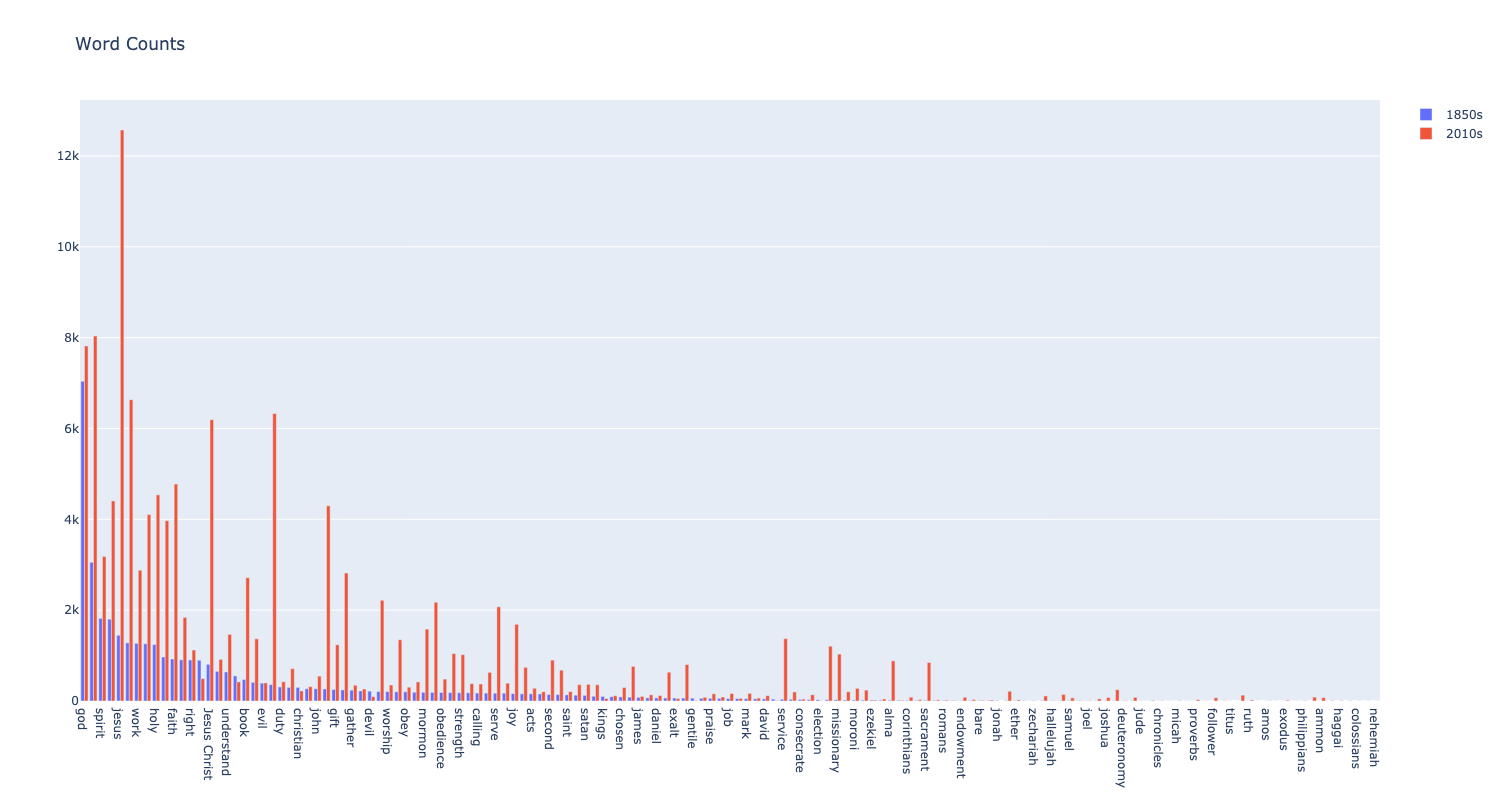 Word Counts
1850s
2010s
12k
10k
8k
6k
4k
2k
0
god
spirit
jesus
work
holy
faith
right
Jesus Christ
understand
book
evil
duty
christian
john
gift
gather
devil
worship
obey
mormon
obedience
strength
calling
serve
joy
acts
second
saint
satan
kings
chosen
james
daniel
exalt
gentile
praise
job
mark
david
service
consecrate
election
missionary
moroni
ezekiel
alma
corinthians
sacrament
romans
endowment
bare
jonah
ether
zechariah
hallelujah
samuel
joel
joshua
deuteronomy
jude
chronicles
micah
proverbs
follower
titus
ruth
amos
exodus
philippians
ammon
haggai
colossians
nehemiah